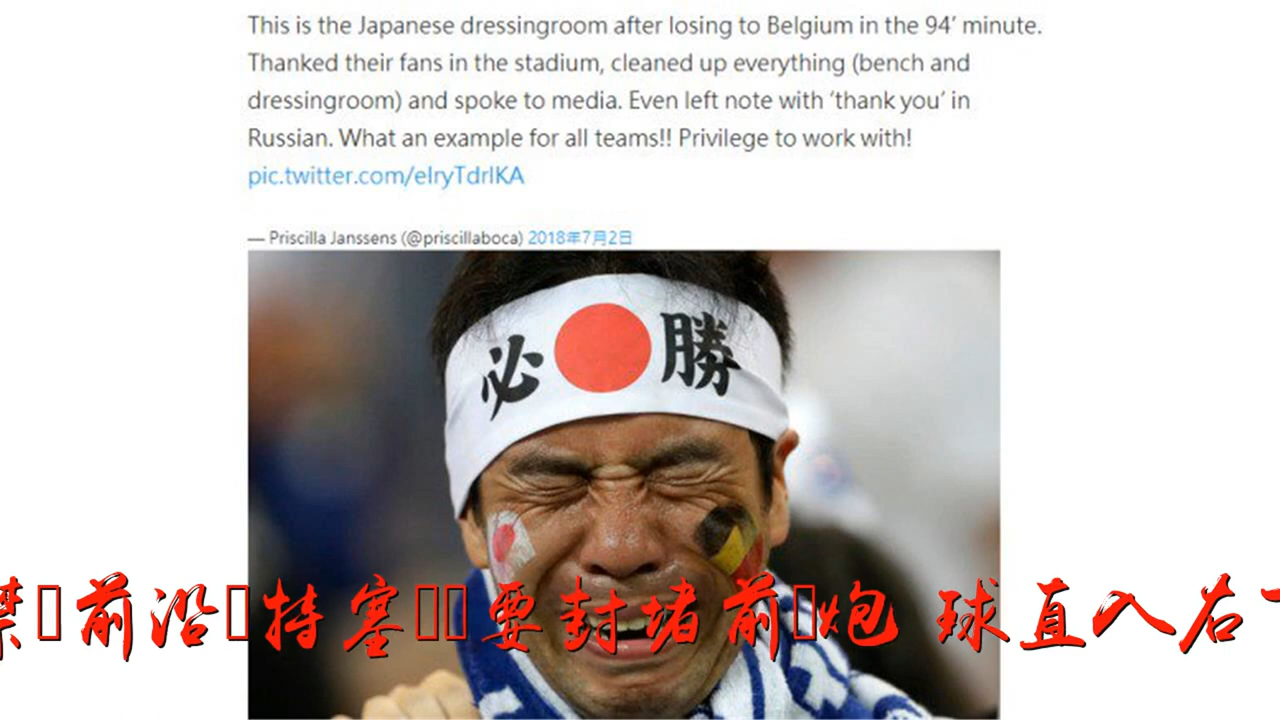 This is the Japanese dressingroom after losing to Belgium in the 94’ minute.
Thanked their fans in the stadium, cleaned up everything (bench and
dressingroom) and spoke to media. Even left note with ‘thank you’ in
Russian. What an example for all teams!! Privilege to work with!
pic.twitter.com/elryTdrlKA
— Priscilla Janssens (@priscillaboca) 2018年7月2日
必 勝
前沿 特塞 要封堵前 炮 球直入右